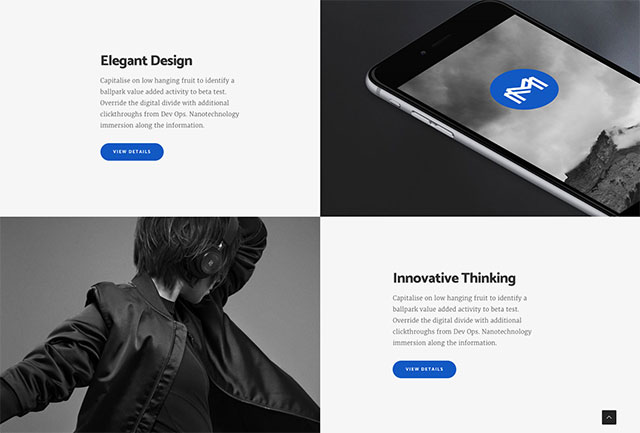 Elegant Design
Capitalise on low hanging fruit to identify a
ballpark value added activity to beta test.
Override the digital divide with additional
clickthroughs from Dev Ops. Nanotechnology
immersion along the information.
VIEW DETAILS
Innovative Thinking
Capitalise on low hanging fruit to identify a
ballpark value added activity to beta test.
Override the digital divide with additional
clickthroughs from Dev Ops. Nanotechnology
immersion along the information.
VIEW DETAILS